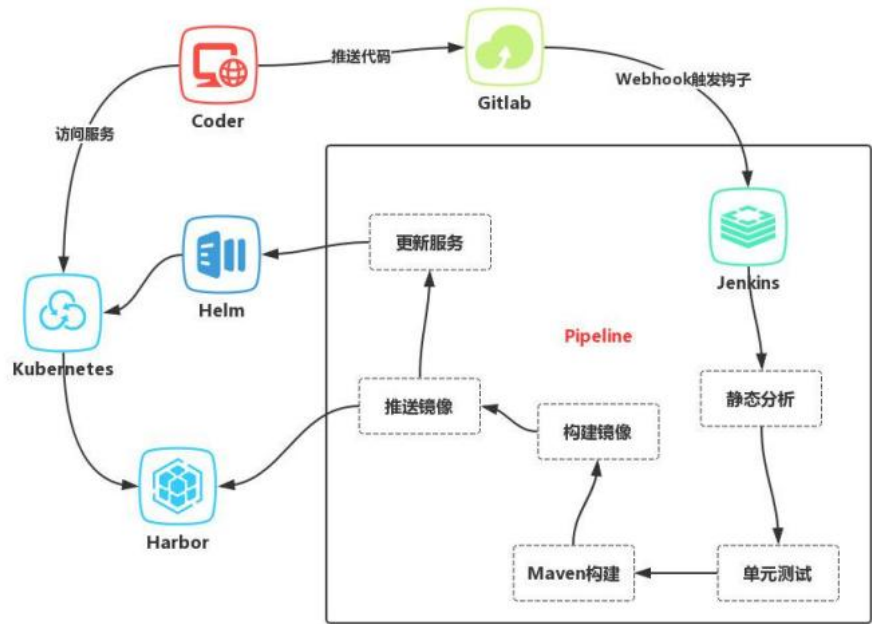 推送代码
Coder
Gitlab
Webhook触发钩子
访问服务
更新服务
Helm
Jenkins
Pipeline
Kubernetes
静态分析
推送镜像
构建镜像
Harbor
Maven构建
单元测试